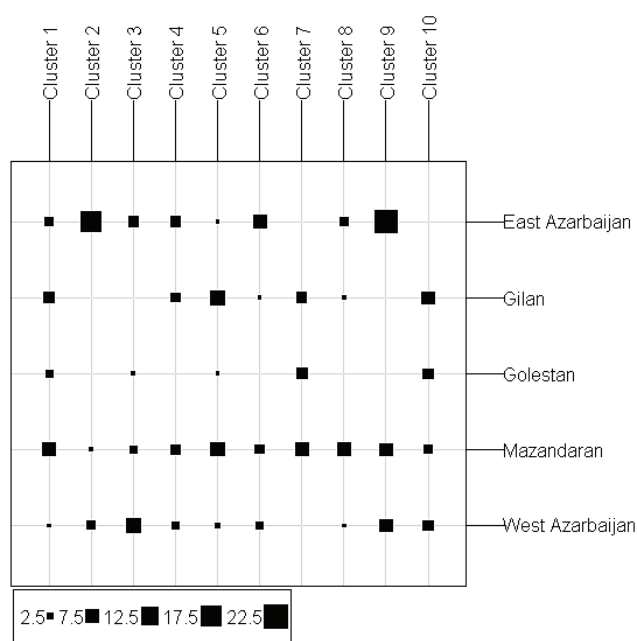 Cluster 1
Cluster 2
Cluster 3
Cluster 4
Cluster 5
Cluster 6
Cluster 7
Cluster 8
Cluster 9
Cluster 10
East Azarbaijan
Gilan
Golestan
Mazandaran
West Azarbaijan
2.5 7.5 12.5 17.5 22.5